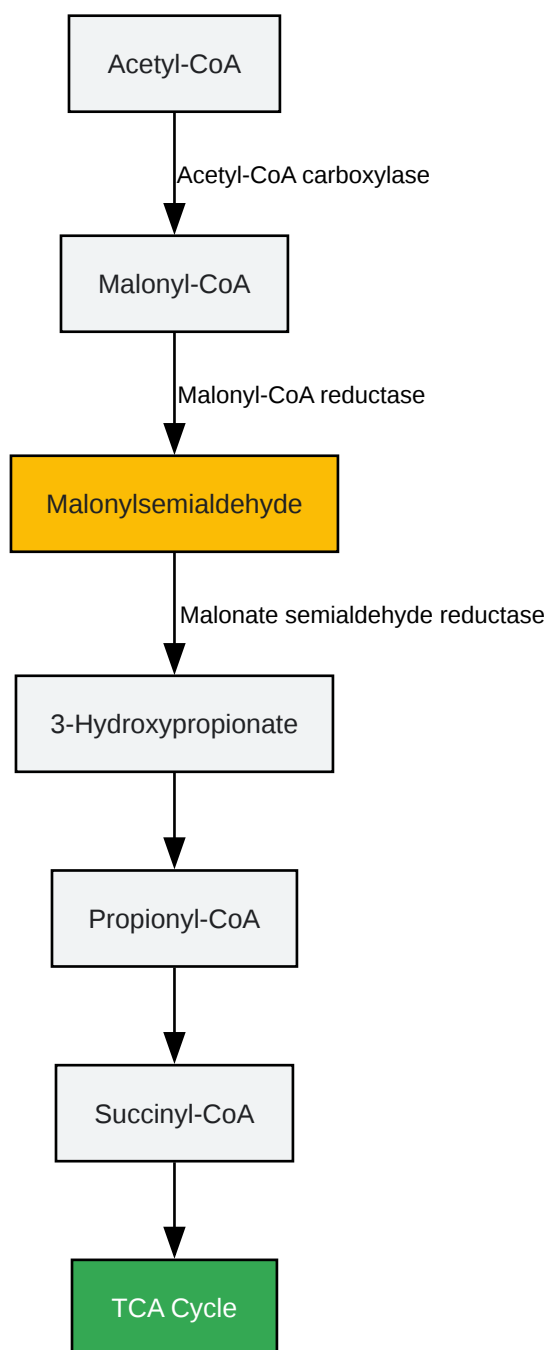 Acetyl-CoA
Acetyl-CoA carboxylase
Malonyl-CoA
Malonyl-CoA reductase
Malonylsemialdehyde
Malonate semialdehyde reductase
3-Hydroxypropionate
Propionyl-CoA
Succinyl-CoA
TCA Cycle